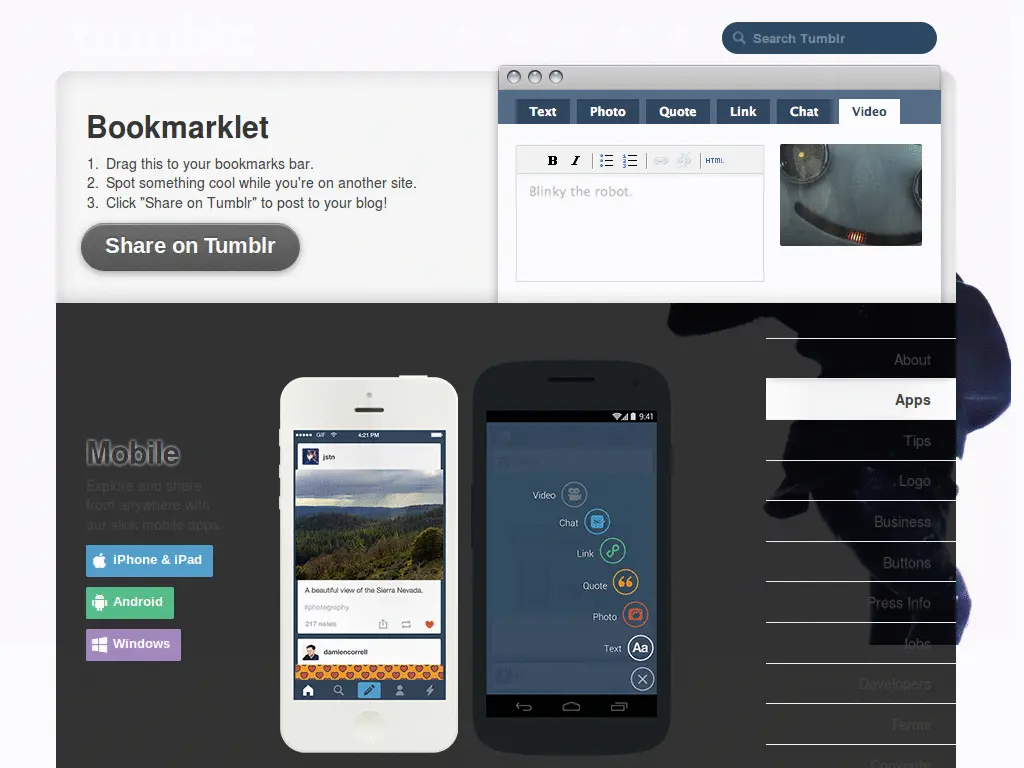 tumblr.
Search Tumblr
Bookmarklet
1. Drag this to your bookmarks bar.
2. Spot something cool while you're on another site.
3. Click "Share on Tumblr" to post to your blog!
Share on Tumblr
Text Photo Quote Link Chat Video
B I HTML
Blinky the robot.
Mobile
Explore and share
from anywhere with
our slick mobile apps.
iPhone & iPad
Android
Windows
GIF 4:21 PM
jstn
A beautiful view of the Sierra Nevada.
#photography
217 notes
damiencorrell
9:41
Video
Chat
Link
Quote
Photo
Text Aa
About
Apps
Tips
Logo
Business
Buttons
Press Info
Jobs
Developers
Terms
Copyright